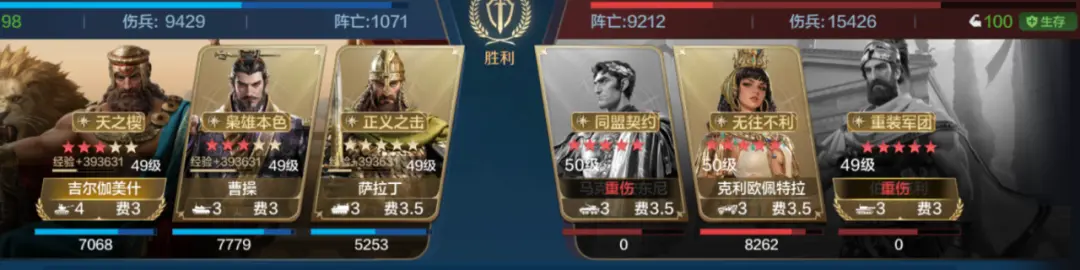 98 伤兵: 9429 阵亡:1071
胜利
阵亡:9212 伤兵:15426 100 生存
天之楔
经验+393631 49级
吉尔伽美什
4 费3
7068
枭雄本色
经验+393631 49级
曹操
3 费3
7779
正义之击
经验+393631 49级
萨拉丁
3 费3.5
5253
同盟契约
50级
重伤
3 费3.5
0
无往不利
50级
克利欧佩特拉
3 费3.5
8262
重装军团
49级
重伤
3 费3
0